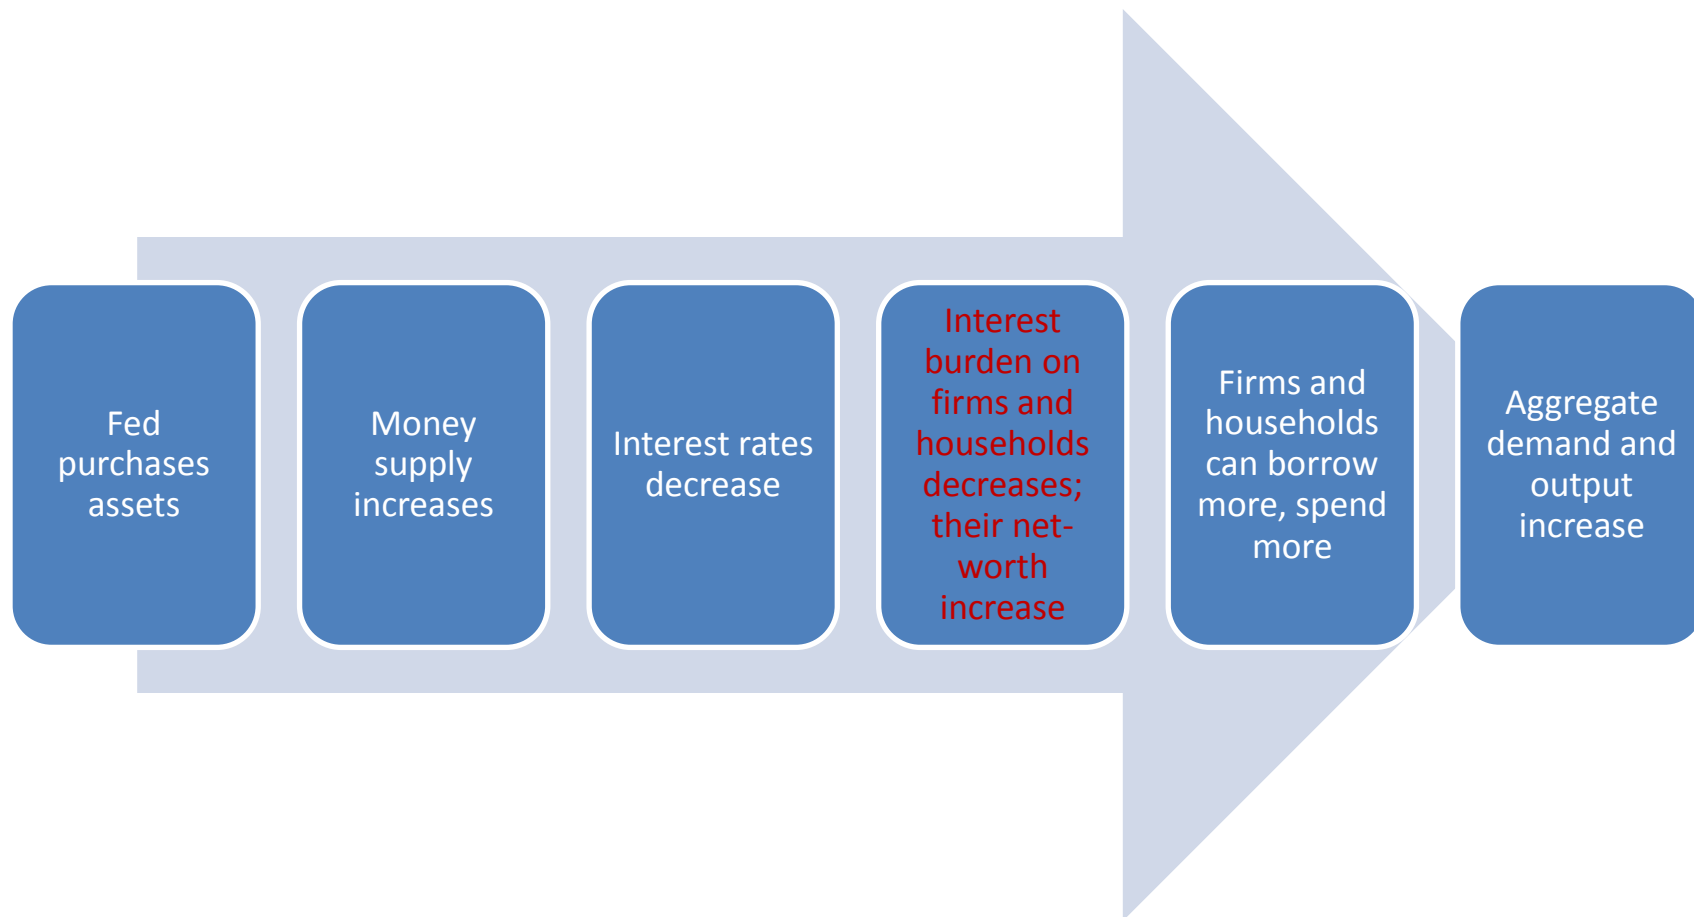 Fed
purchases
assets
Money
supply
increases
Interest rates
decrease
Interest
burden on
firms and
households
decreases;
their net-
worth
increase
Firms and
households
can borrow
more, spend
more
Aggregate
demand and
output
increase